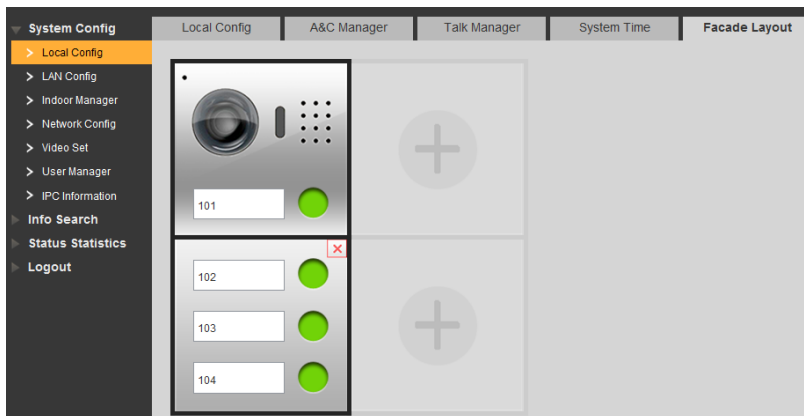 System Config
Local Config
LAN Config
Indoor Manager
Network Config
Video Set
User Manager
IPC Information
Info Search
Status Statistics
Logout
Local Config
A&C Manager
Talk Manager
System Time
Facade Layout
101
102
103
104